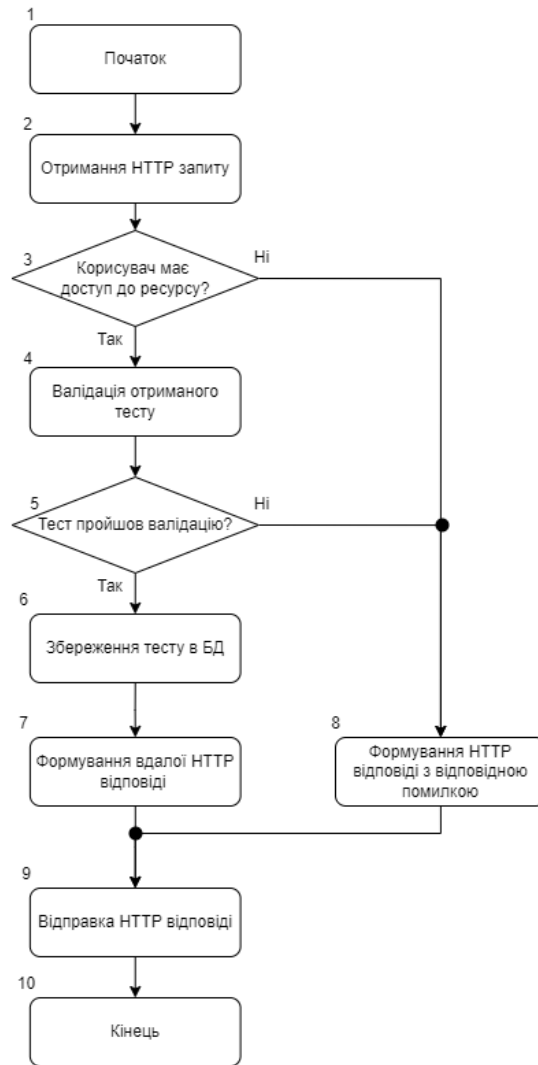 1
Початок
2
Отримання HTTP запиту
3
Корисувач має
доступ до ресурсу?
Ні
Так
4
Валідація отриманого
тесту
5
Тест пройшов валідацію?
Ні
Так
6
Збереження тесту в БД
7
Формування вдалої HTTP
відповіді
8
Формування HTTP
відповіді з відповідною
помилкою
9
Відправка HTTP відповіді
10
Кінець